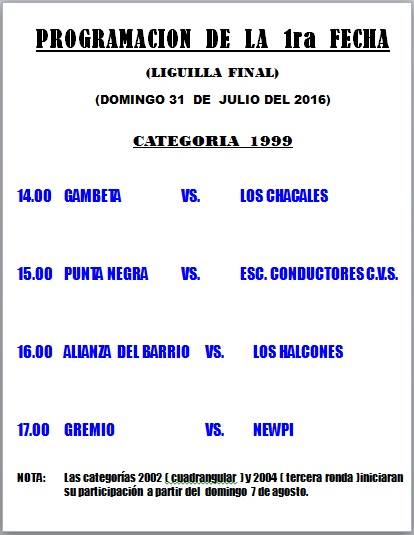 PROGRAMACION DE LA 1ra FECHA
(LIGUILLA FINAL)
(DOMINGO 31 DE JULIO DEL 2016)
CATEGORIA 1999
14.00 GAMBETA VS. LOS CHACALES
15.00 PUNTA NEGRA VS. ESC. CONDUCTORES C.V.S.
16.00 ALIANZA DEL BARRIO VS. LOS HALCONES
17.00 GREMIO VS. NEWPI
NOTA: Las categorías 2002 ( cuadrangular ) y 2004 ( tercera ronda )iniciaran
su participación a partir del domingo 7 de agosto.